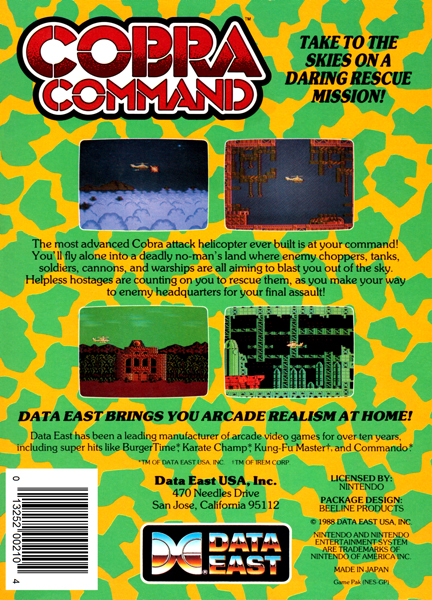 COBRA
COMMAND™
TAKE TO THE
SKIES ON A
DARING RESCUE
MISSION!
The most advanced Cobra attack helicopter ever built is at your command!
You'll fly alone into a deadly no-man's land where enemy choppers, tanks,
soldiers, cannons, and warships are all aiming to blast you out of the sky.
Helpless hostages are counting on you to rescue them, as you make your way
to enemy headquarters for your final assault!
DATA EAST BRINGS YOU ARCADE REALISM AT HOME!
Data East has been a leading manufacturer of arcade video games for over ten years,
including super hits like BurgerTime,* Karate Champ,* Kung-Fu Master†, and Commando.®
*TM OF DATA EAST USA, INC. †TM OF IREM CORP.
Data East USA, Inc.
470 Needles Drive
San Jose, California 95112
DATA
EAST
®
LICENSED BY:
NINTENDO
PACKAGE DESIGN:
BEELINE PRODUCTS
© 1988 DATA EAST USA, INC.
NINTENDO AND NINTENDO
ENTERTAINMENT SYSTEM
ARE TRADEMARKS OF
NINTENDO OF AMERICA INC.
MADE IN JAPAN
Game Pak (NES-GP)
0 13252 00210 4